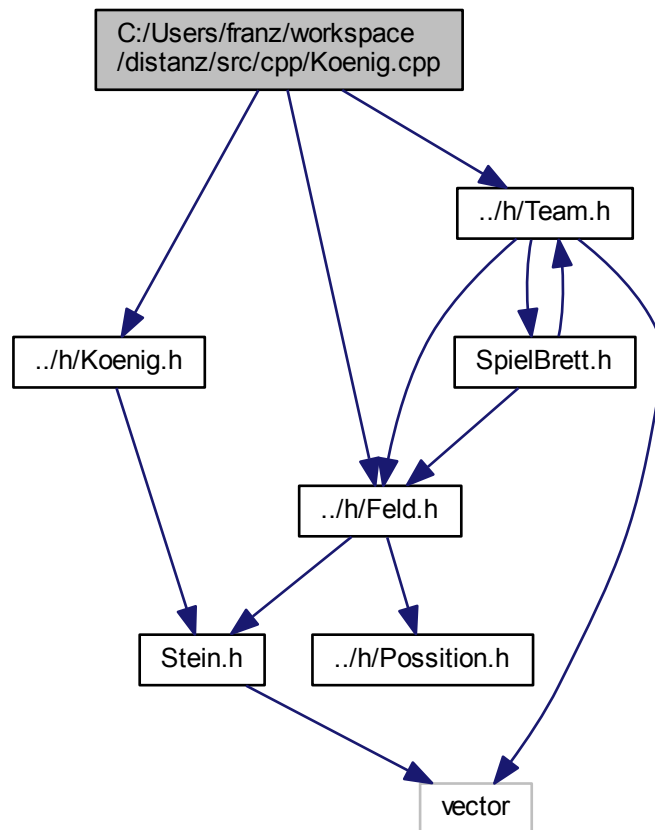 C:/Users/franz/workspace
/distanz/src/cpp/Koenig.cpp
../h/Team.h
../h/Koenig.h
SpielBrett.h
../h/Feld.h
Stein.h
../h/Possition.h
vector